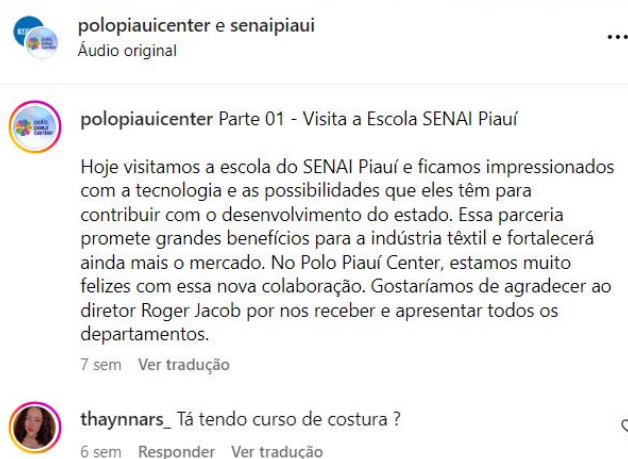 polopiauicenter e senaipiaui
Áudio original
polopiauicenter Parte 01 - Visita a Escola SENAI Piauí
Hoje visitamos a escola do SENAI Piauí e ficamos impressionados
com a tecnologia e as possibilidades que eles têm para
contribuir com o desenvolvimento do estado. Essa parceria
promete grandes benefícios para a indústria têxtil e fortalecerá
ainda mais o mercado. No Polo Piauí Center, estamos muito
felizes com essa nova colaboração. Gostaríamos de agradecer ao
diretor Roger Jacob por nos receber e apresentar todos os
departamentos.
7 sem Ver tradução
thaynnars_ Tá tendo curso de costura ?
6 sem Responder Ver tradução